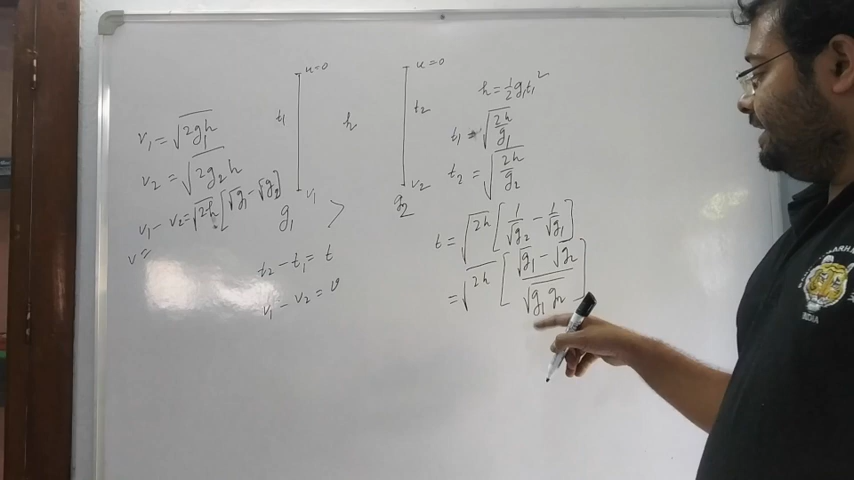 u=0
u=0
t₁
h
t₂
v₁
v₂
g₁ > g₂
v₁ = √2g₁h
v₂ = √2g₂h
v₁ - v₂ = √2h [√g₁ - √g₂]
v =
t₂ - t₁ = t
v₁ - v₂ = v
h = ½ g₁t₁²
t₁ = √(2h/g₁)
t₂ = √(2h/g₂)
t = √2h [1/√g₂ - 1/√g₁]
= √2h [(√g₁ - √g₂)/√g₁g₂]
INDIA